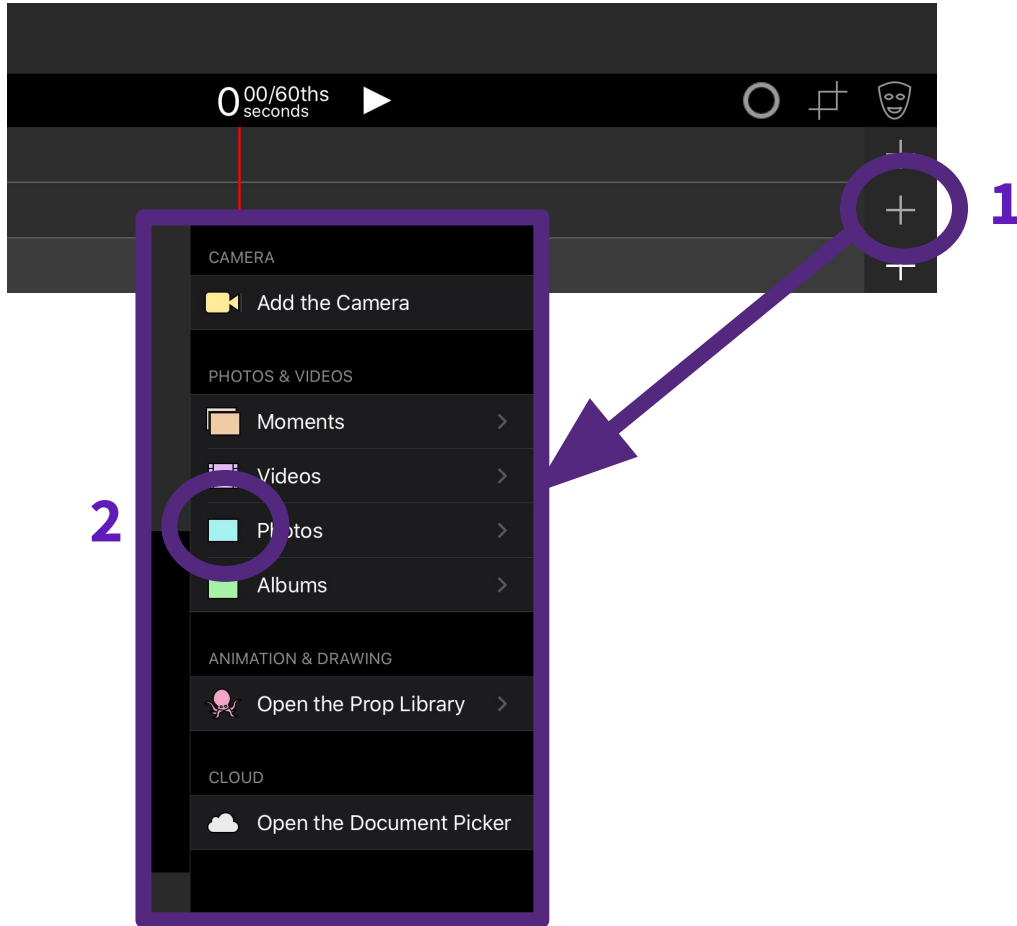 0 00/60ths
seconds
1
CAMERA
Add the Camera
PHOTOS & VIDEOS
Moments
Videos
2
Photos
Albums
ANIMATION & DRAWING
Open the Prop Library
CLOUD
Open the Document Picker